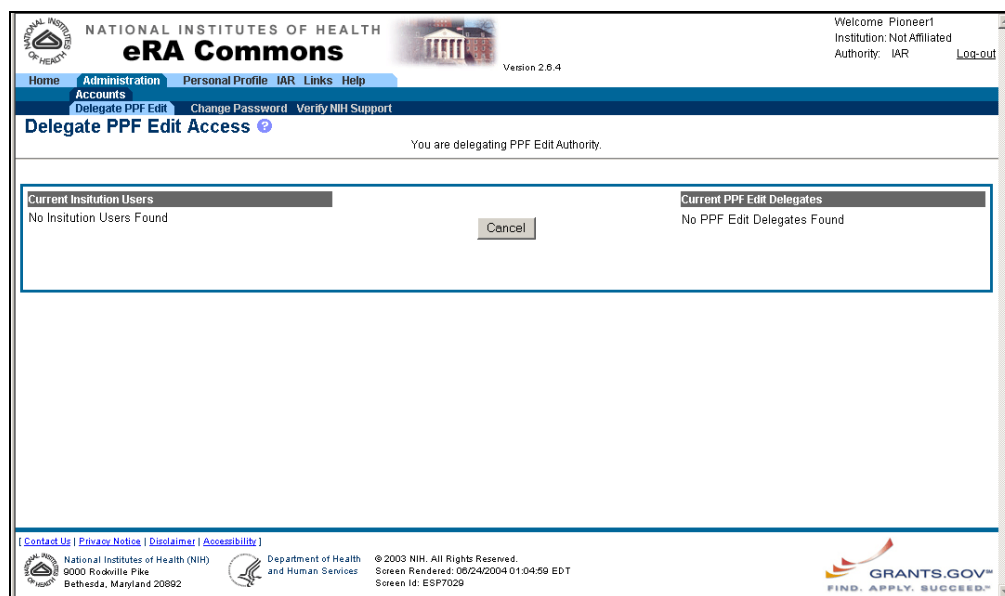 NATIONAL INSTITUTES OF HEALTH
eRA Commons
Version 2.6.4
Welcome Pioneer1
Institution: Not Affiliated
Authority: IAR Log-out
Home Administration Personal Profile IAR Links Help
Accounts
Delegate PPF Edit Change Password Verify NIH Support
Delegate PPF Edit Access ?
You are delegating PPF Edit Authority.
Current Insitution Users
No Insitution Users Found
Cancel
Current PPF Edit Delegates
No PPF Edit Delegates Found
[ Contact Us | Privacy Notice | Disclaimer | Accessibility ]
National Institutes of Health (NIH)
9000 Rockville Pike
Bethesda, Maryland 20892
Department of Health
and Human Services
© 2003 NIH. All Rights Reserved.
Screen Rendered: 06/24/2004 01:04:59 EDT
Screen Id: ESP7029
GRANTS.GOV℠
FIND. APPLY. SUCCEED.℠